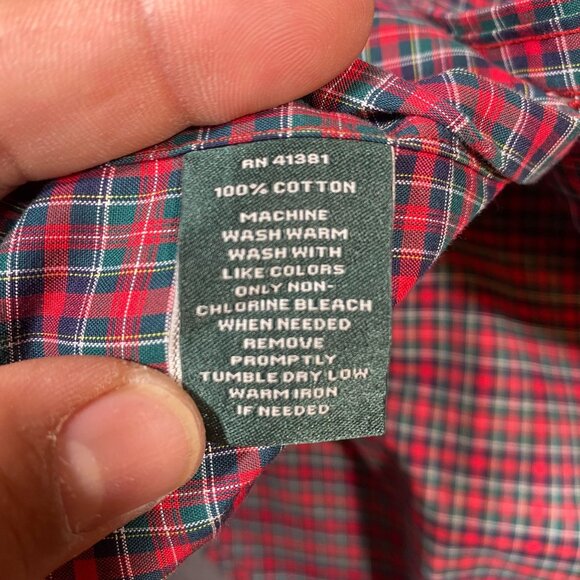 RN 41381
100% COTTON
MACHINE
WASH WARM
WASH WITH
LIKE COLORS
ONLY NON-
CHLORINE BLEACH
WHEN NEEDED
REMOVE
PROMPTLY
TUMBLE DRY LOW
WARM IRON
IF NEEDED